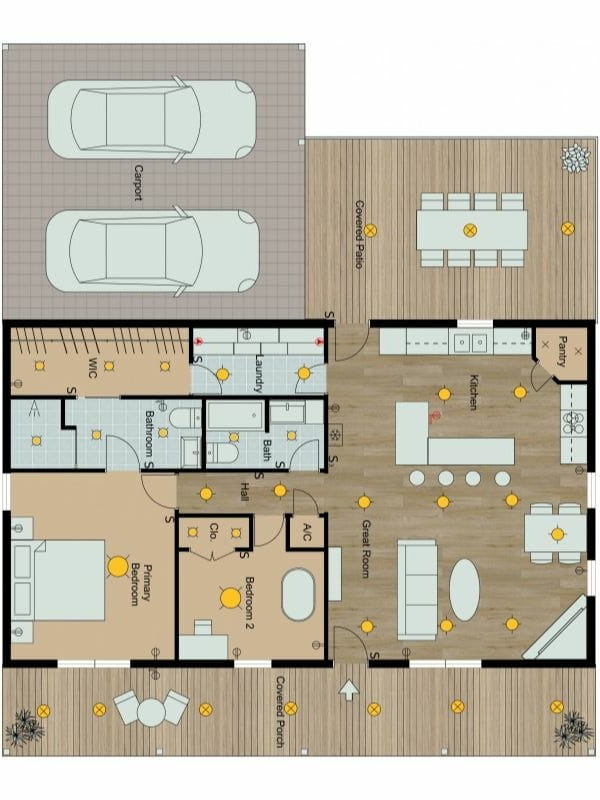 Carport
Covered Patio
Pantry
Kitchen
Laundry
WIC
Bathroom
Bath
Hall
A/C
Clo.
Great Room
Primary
Bedroom
Bedroom 2
Covered Porch
S
S
S
S
S
S
S
S
S
S
S
S